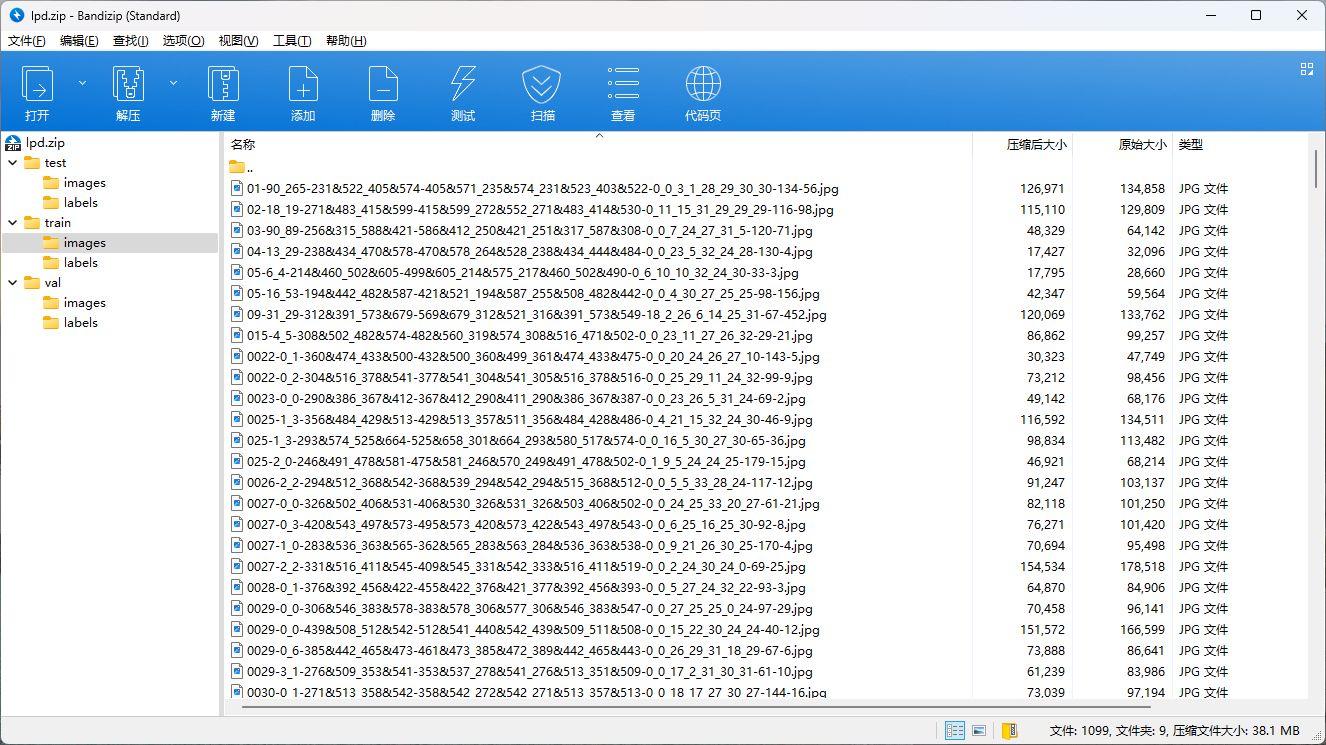 lpd.zip - Bandizip (Standard)
文件(F) 编辑(E) 查找(I) 选项(O) 视图(V) 工具(T) 帮助(H)
打开 解压 新建 添加 删除 测试 扫描 查看 代码页
lpd.zip
test
images
labels
train
images
labels
val
images
labels
名称 压缩后大小 原始大小 类型
..
01-90_265-231&522_405&574-405&571_235&574_231&523_403&522-0_0_3_1_28_29_30_30-134-56.jpg 126,971 134,858 JPG 文件
02-18_19-271&483_415&599-415&599_272&552_271&483_414&530-0_11_15_31_29_29_29-116-98.jpg 115,110 129,809 JPG 文件
03-90_89-256&315_588&421-586&412_250&421_251&317_587&308-0_0_7_24_27_31_5-120-71.jpg 48,329 64,142 JPG 文件
04-13_29-238&434_470&578-470&578_264&528_238&434_444&484-0_0_23_5_32_24_28-130-4.jpg 17,427 32,096 JPG 文件
05-6_4-214&460_502&605-499&605_214&575_217&460_502&490-0_6_10_10_32_24_30-33-3.jpg 17,795 28,660 JPG 文件
05-16_53-194&442_482&587-421&521_194&587_255&508_482&442-0_0_4_30_27_25_25-98-156.jpg 42,347 59,564 JPG 文件
09-31_29-312&391_573&679-569&679_312&521_316&391_573&549-18_2_26_6_14_25_31-67-452.jpg 120,069 133,762 JPG 文件
015-4_5-308&502_482&574-482&560_319&574_308&516_471&502-0_0_23_11_27_26_32-29-21.jpg 86,862 99,257 JPG 文件
0022-0_1-360&474_433&500-432&500_360&499_361&474_433&475-0_0_20_24_26_27_10-143-5.jpg 30,323 47,749 JPG 文件
0022-0_2-304&516_378&541-377&541_304&541_305&516_378&516-0_0_25_29_11_24_32-99-9.jpg 73,212 98,456 JPG 文件
0023-0_0-290&386_367&412-367&412_290&411_290&386_367&387-0_0_23_26_5_31_24-69-2.jpg 49,142 68,176 JPG 文件
0025-1_3-356&484_429&513-429&513_357&511_356&484_428&486-0_4_21_15_32_24_30-46-9.jpg 116,592 134,511 JPG 文件
025-1_3-293&574_525&664-525&658_301&664_293&580_517&574-0_0_16_5_30_27_30-65-36.jpg 98,834 113,482 JPG 文件
025-2_0-246&491_478&581-475&581_246&570_249&491_478&502-0_1_9_5_24_24_25-179-15.jpg 46,921 68,214 JPG 文件
0026-2_2-294&512_368&542-368&539_294&542_294&515_368&512-0_0_5_5_33_28_24-117-12.jpg 91,247 103,137 JPG 文件
0027-0_0-326&502_406&531-406&530_326&531_326&503_406&502-0_0_24_25_33_20_27-61-21.jpg 82,118 101,250 JPG 文件
0027-0_3-420&543_497&573-495&573_420&573_422&543_497&543-0_0_6_25_16_25_30-92-8.jpg 76,271 101,420 JPG 文件
0027-1_0-283&536_363&565-362&565_283&563_284&536_363&538-0_0_9_21_26_30_25-170-4.jpg 70,694 95,498 JPG 文件
0027-2_2-331&516_411&545-409&545_331&542_333&516_411&519-0_0_2_24_30_24_0-69-25.jpg 154,534 178,518 JPG 文件
0028-0_1-376&392_456&422-455&422_376&421_377&392_456&393-0_0_5_27_24_32_22-93-3.jpg 64,870 84,906 JPG 文件
0029-0_0-306&546_383&578-383&578_306&577_306&546_383&547-0_0_27_25_25_0_24-97-29.jpg 70,458 96,141 JPG 文件
0029-0_0-439&508_512&542-512&541_440&542_439&509_511&508-0_0_15_22_30_24_24-40-12.jpg 151,572 166,599 JPG 文件
0029-0_6-385&442_465&473-461&473_385&472_389&442_465&443-0_0_26_29_31_18_29-67-6.jpg 73,888 86,641 JPG 文件
0029-3_1-276&509_353&541-353&537_278&541_276&513_351&509-0_0_17_2_31_30_31-61-10.jpg 61,239 83,986 JPG 文件
0030-0_1-271&513_358&542-358&542_272&542_271&513_357&513-0_0_18_17_27_30_27-144-16.jpg 73,039 97,194 JPG 文件
文件: 1099, 文件夹: 9, 压缩文件大小: 38.1 MB